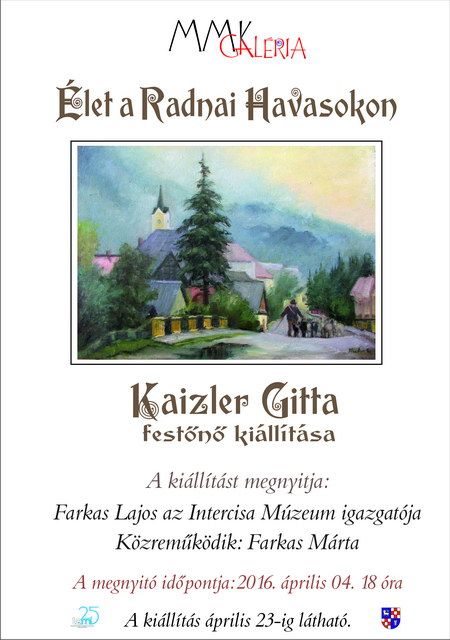 MMK
GALÉRIA
Élet a Radnai Havasokon
Kaizler Gitta
festőnő kiállítása
A kiállítást megnyitja:
Farkas Lajos az Intercisa Múzeum igazgatója
Közreműködik: Farkas Márta
A megnyitó időpontja:2016. április 04. 18 óra
25
A kiállítás április 23-ig látható.